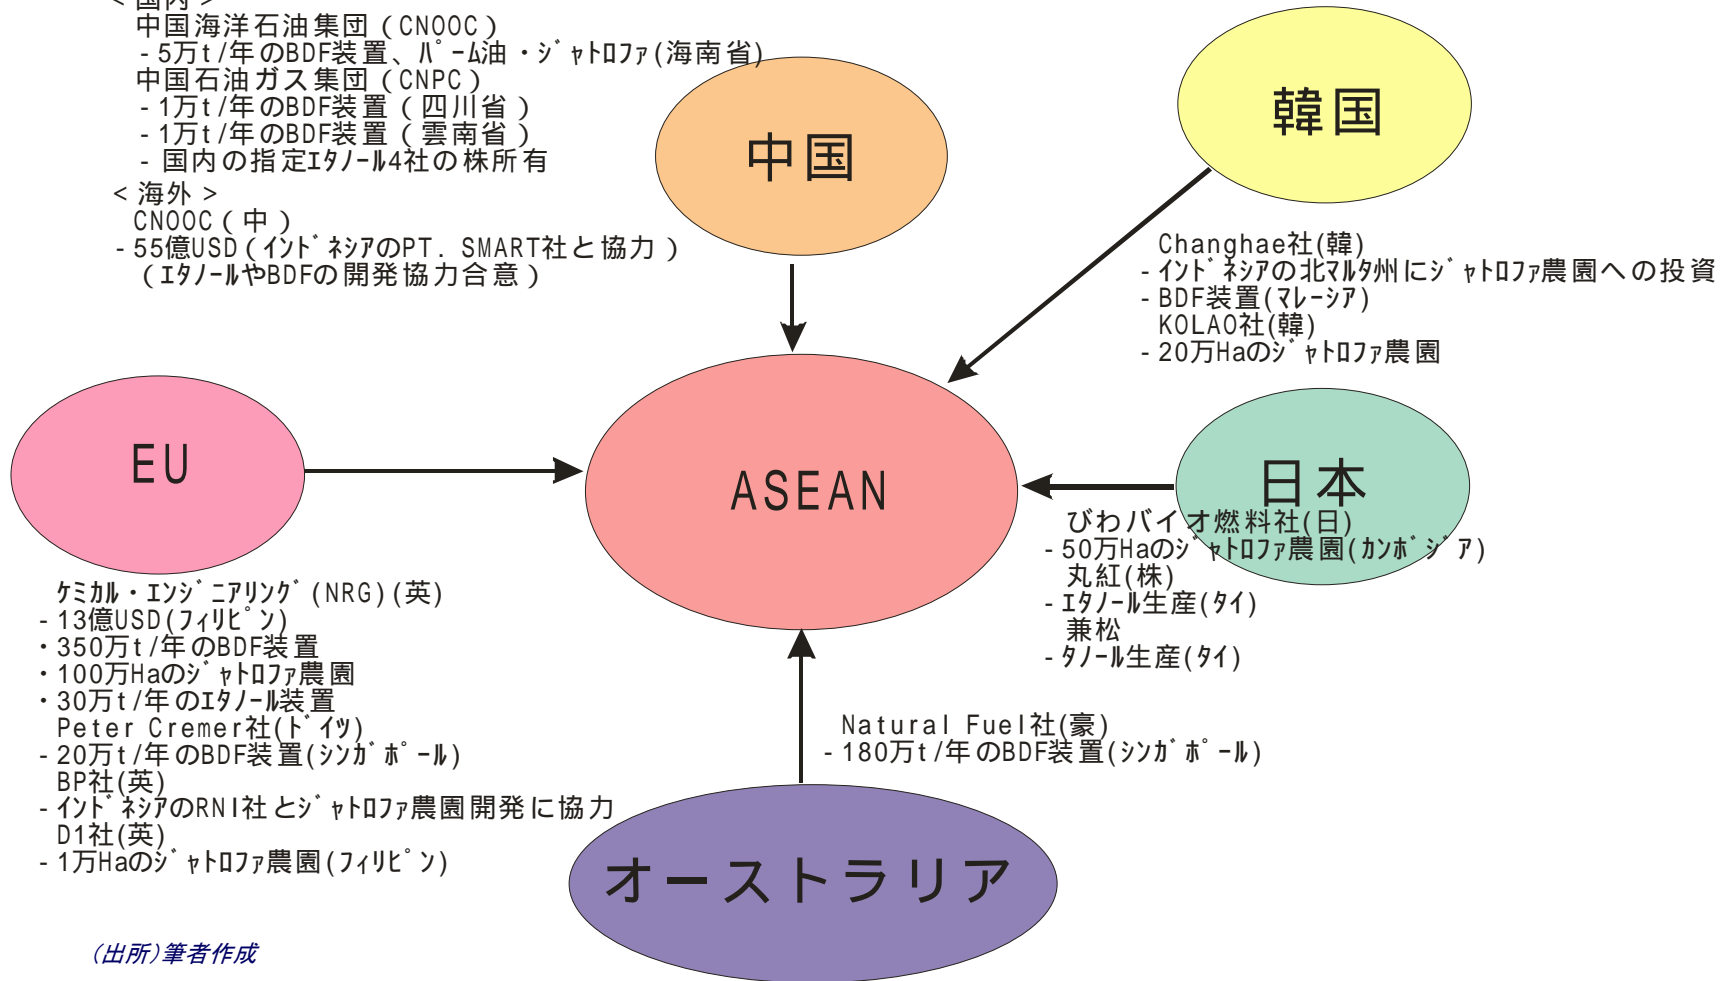 <国内>
中国海洋石油集団(CNOOC)
-5万t/年のBDF装置、パーム油・ジャトロファ(海南省)
中国石油ガス集団(CNPC)
-1万t/年のBDF装置(四川省)
-1万t/年のBDF装置(雲南省)
-国内の指定エタノール4社の株所有
<海外>
CNOOC(中)
-55億USD(インドネシアのPT.SMART社と協力)
(エタノールやBDFの開発協力合意)
中国
韓国
Changhae社(韓)
-インドネシアの北マルタ州にジャトロファ農園への投資
-BDF装置(マレーシア)
KOLAO社(韓)
-20万Haのジャトロファ農園
EU
ASEAN
日本
びわバイオ燃料社(日)
-50万Haのジャトロファ農園(カンボジア)
丸紅(株)
-エタノール生産(タイ)
兼松
-タノール生産(タイ)
ケミカル・エンジニアリング(NRG)(英)
-13億USD(フィリピン)
・350万t/年のBDF装置
・100万Haのジャトロファ農園
・30万t/年のエタノール装置
Peter Cremer社(ドイツ)
-20万t/年のBDF装置(シンガポール)
BP社(英)
-インドネシアのRNI社とジャトロファ農園開発に協力
D1社(英)
-1万Haのジャトロファ農園(フィリピン)
Natural Fuel社(豪)
-180万t/年のBDF装置(シンガポール)
オーストラリア
(出所)筆者作成